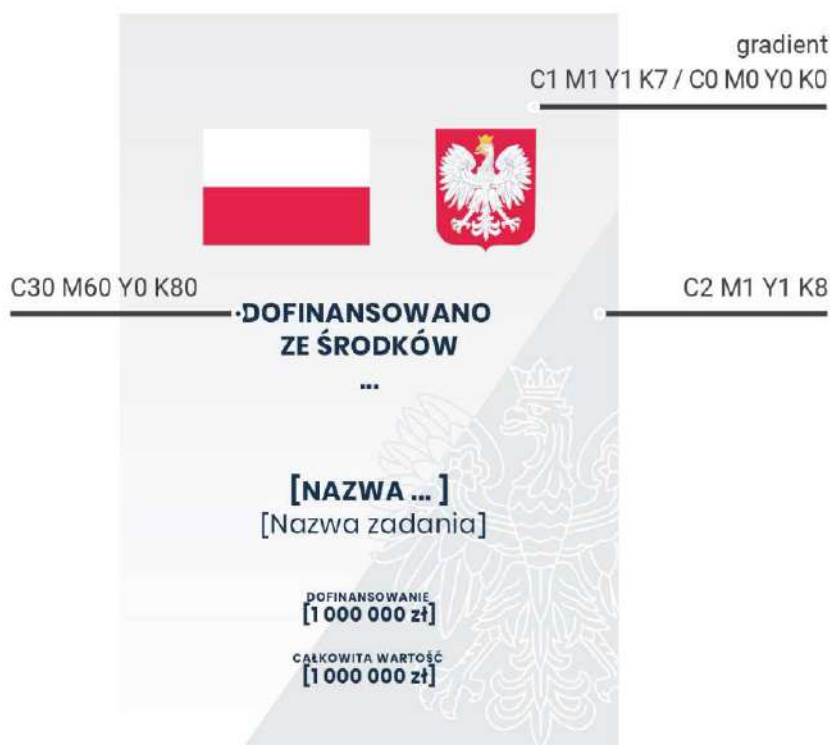 gradient
C1 M1 Y1 K7 / C0 M0 Y0 K0
C30 M60 Y0 K80
C2 M1 Y1 K8
DOFINANSOWANO
ZE ŚRODKÓW
...
[NAZWA ... ]
[Nazwa zadania]
DOFINANSOWANIE
[1 000 000 zł]
CAŁKOWITA WARTOŚĆ
[1 000 000 zł]